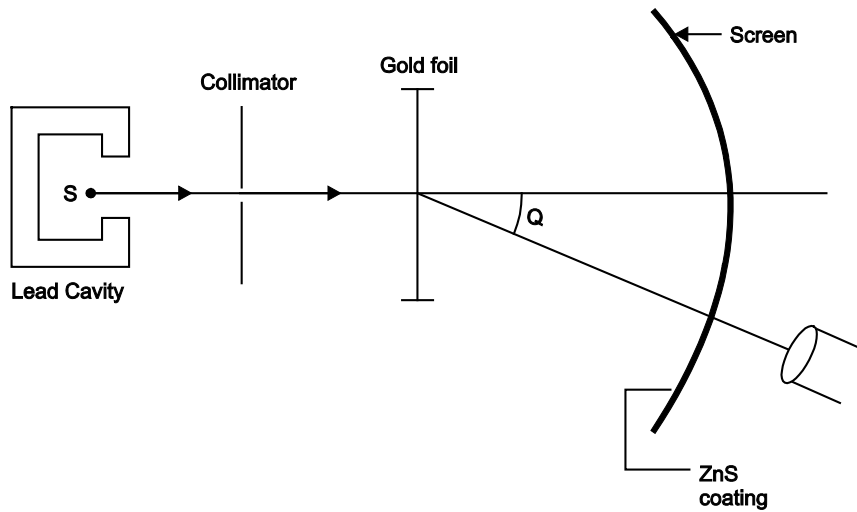 Screen
Gold foil
Collimator
S
Q
Lead Cavity
ZnS
coating